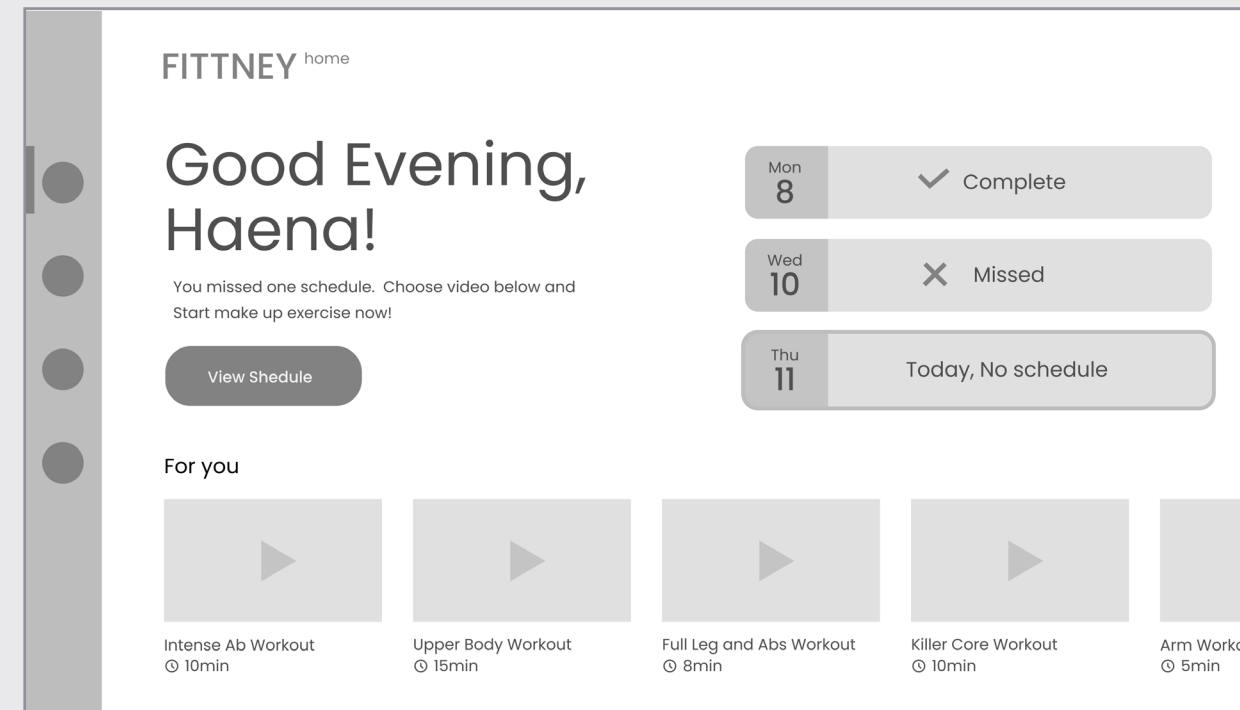 FITTNEY home
Good Evening,
Haena!
You missed one schedule.  Choose video below and
Start make up exercise now!
View Shedule
Mon
8
Complete
Wed
10
Missed
Thu
11
Today, No schedule
For you
Intense Ab Workout
10min
Upper Body Workout
15min
Full Leg and Abs Workout
8min
Killer Core Workout
10min
Arm
5min